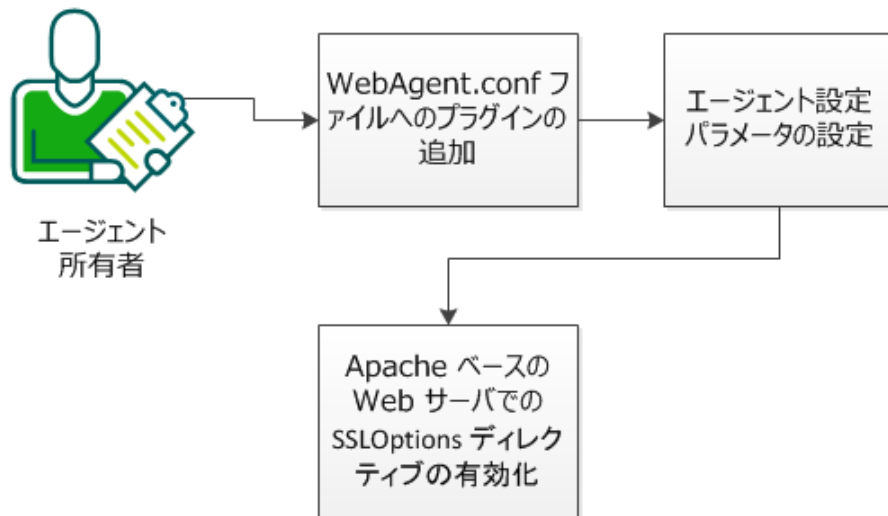 エージェント
所有者
WebAgent.conf フ
ァイルへのプラグインの
追加
エージェント設定
パラメータの設定
Apache ベースの
Web サーバでの
SSLOptions ディレク
ティブの有効化